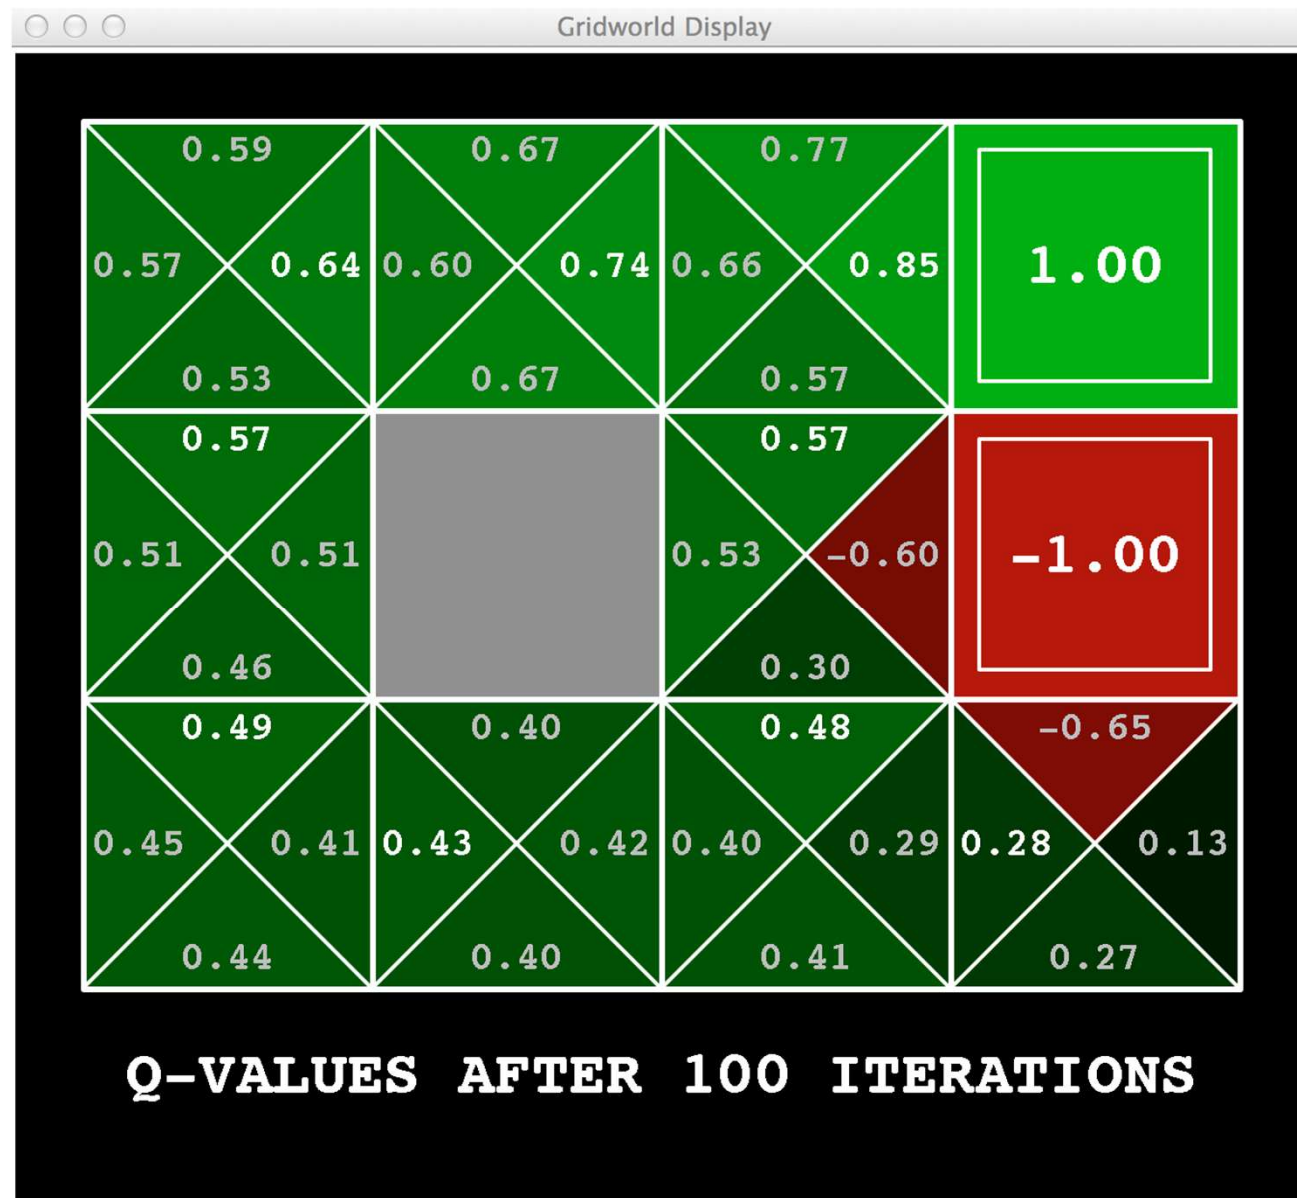 Gridworld Display
0.59 0.67 0.77
0.57 0.64 0.60 0.74 0.66 0.85 1.00
0.53 0.67 0.57
0.57 0.57
0.51 0.51 0.53 -0.60 -1.00
0.46 0.30
0.49 0.40 0.48 -0.65
0.45 0.41 0.43 0.42 0.40 0.29 0.28 0.13
0.44 0.40 0.41 0.27
Q-VALUES AFTER 100 ITERATIONS